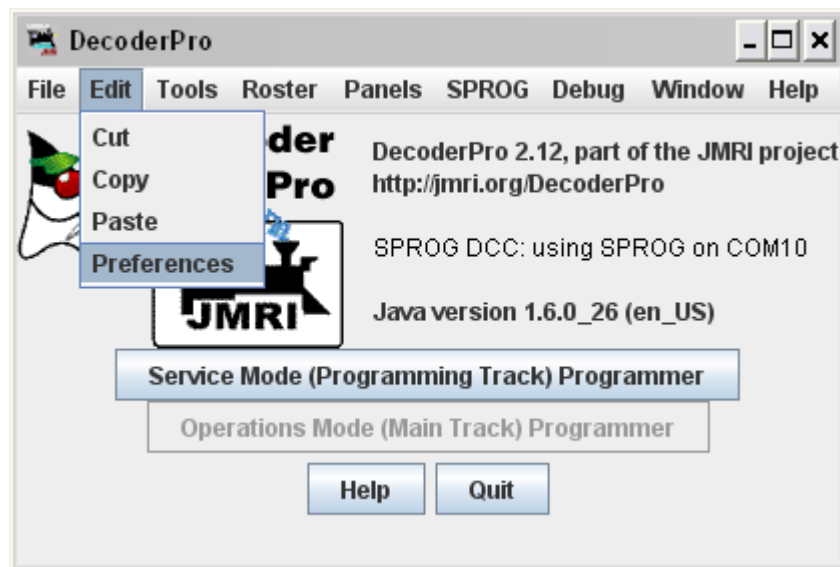 DecoderPro
File Edit Tools Roster Panels SPROG Debug Window Help
Cut
Copy
Paste
Preferences
der
Pro
DecoderPro 2.12, part of the JMRI project
http://jmri.org/DecoderPro
SPROG DCC: using SPROG on COM10
JMRI
Java version 1.6.0_26 (en_US)
Service Mode (Programming Track) Programmer
Operations Mode (Main Track) Programmer
Help Quit